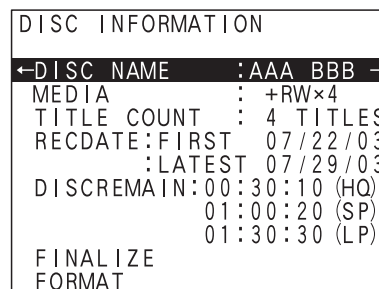 DISC INFORMATION
←DISC NAME :AAA BBB
MEDIA : +RW×4
TITLE COUNT : 4 TITLES
RECDATE:FIRST 07/22/03
:LATEST 07/29/03
DISCREMAIN:00:30:10 (HQ)
01:00:20 (SP)
01:30:30 (LP)
FINALIZE
FORMAT